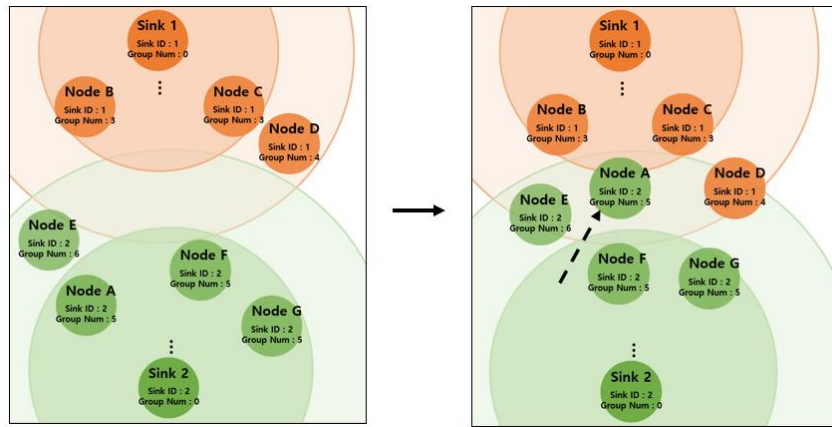 Sink 1
Sink ID : 1
Group Num : 0
...
Node B
Sink ID : 1
Group Num : 3
Node C
Sink ID : 1
Group Num : 3
Node D
Sink ID : 1
Group Num : 4
Node E
Sink ID : 2
Group Num : 6
Node F
Sink ID : 2
Group Num : 5
Node A
Sink ID : 2
Group Num : 5
Node G
Sink ID : 2
Group Num : 5
...
Sink 2
Sink ID : 2
Group Num : 0
Sink 1
Sink ID : 1
Group Num : 0
...
Node B
Sink ID : 1
Group Num : 3
Node C
Sink ID : 1
Group Num : 3
Node A
Sink ID : 2
Group Num : 5
Node D
Sink ID : 1
Group Num : 4
Node E
Sink ID : 2
Group Num : 6
Node F
Sink ID : 2
Group Num : 5
Node G
Sink ID : 2
Group Num : 5
...
Sink 2
Sink ID : 2
Group Num : 0